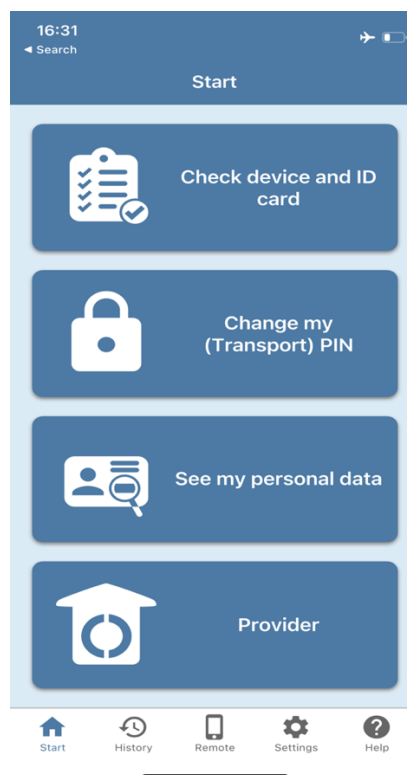 16:31
◄ Search
Start
Check device and ID
card
Change my
(Transport) PIN
See my personal data
Provider
Start
History
Remote
Settings
Help